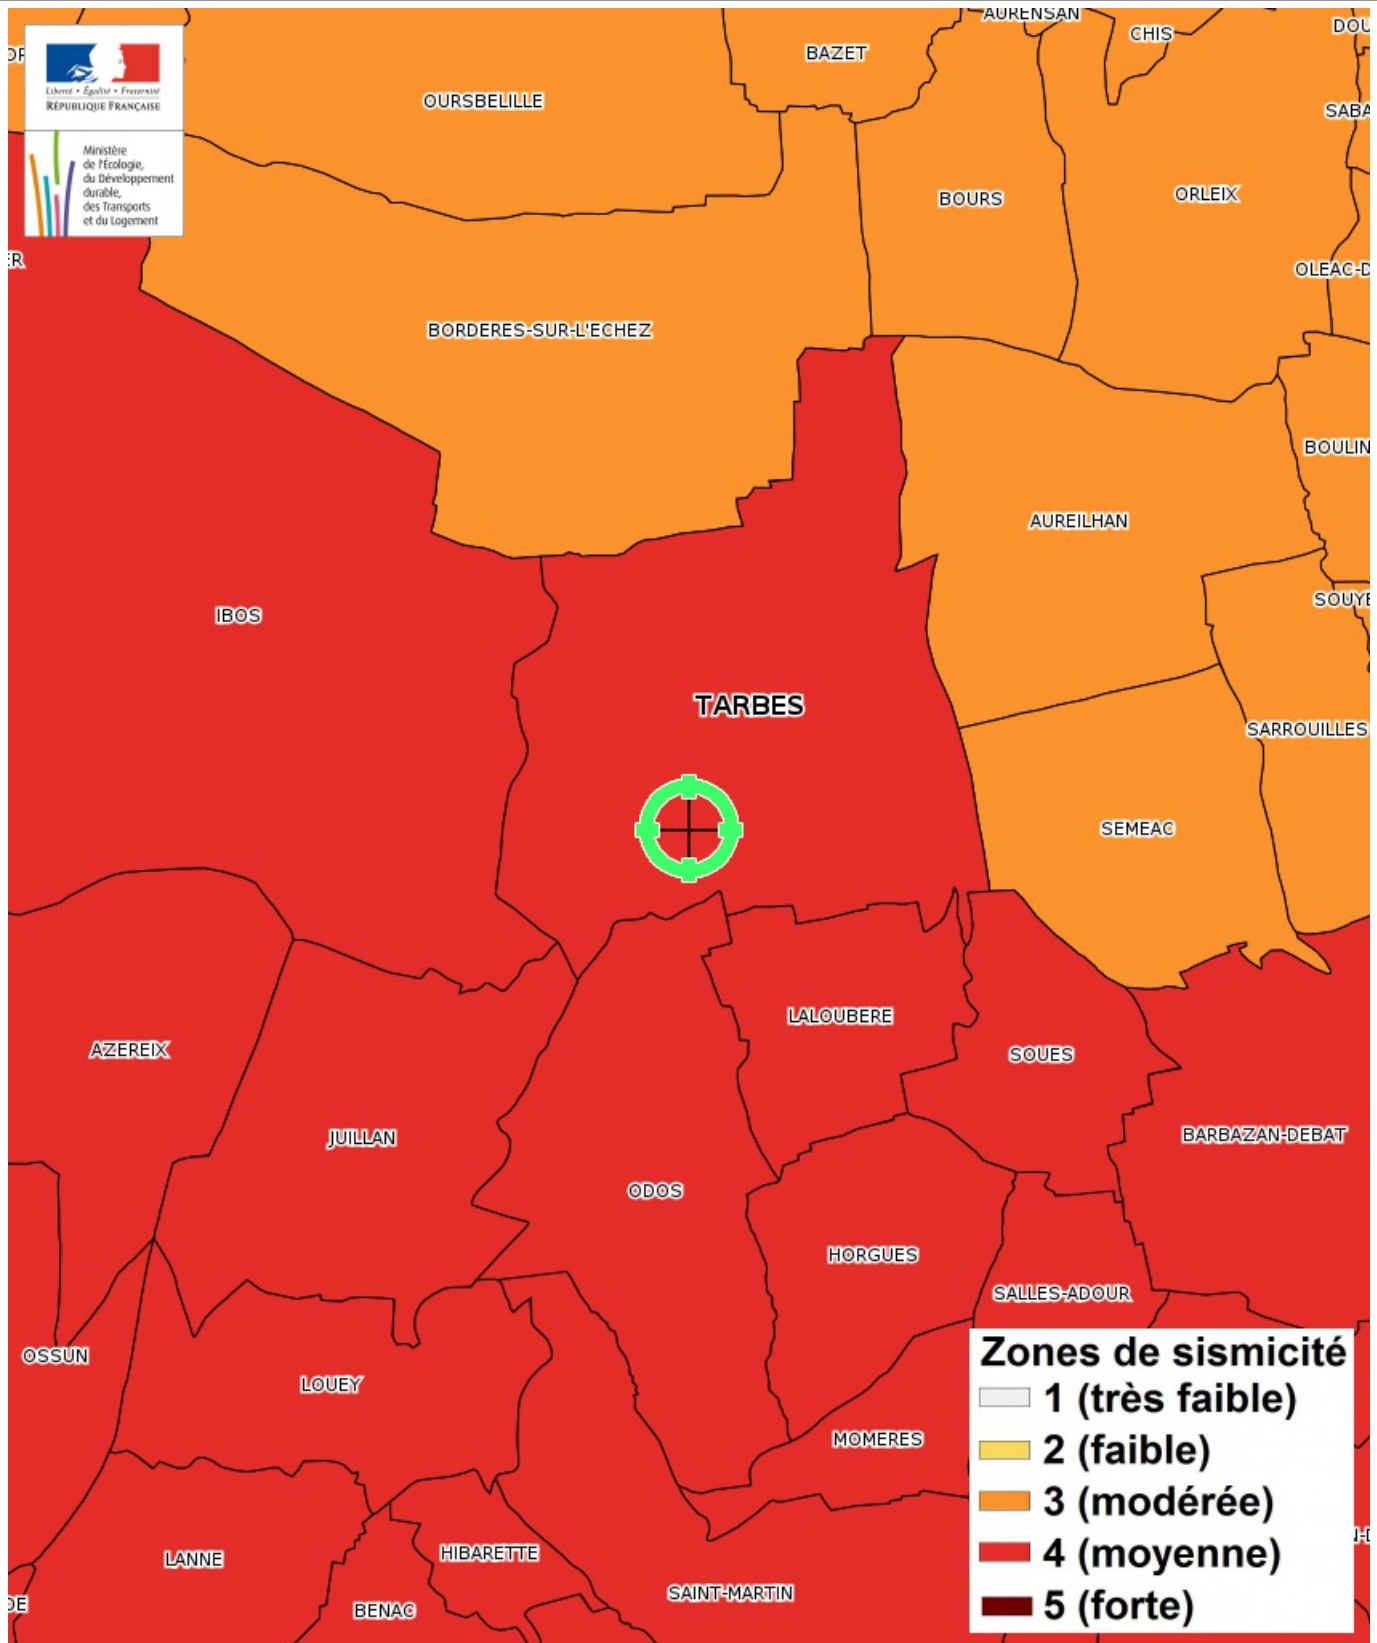 AURENSAN
CHIS
DOU
BAZET
OURSBELILLE
SABA
Liberté • Égalité • Fraternité
RÉPUBLIQUE FRANÇAISE
Ministère
de l'Écologie,
du Développement
durable,
des Transports
et du Logement
BOURS
ORLEIX
ER
OLEAC-D
BORDERES-SUR-L'ECHEZ
BOULIN
AUREILHAN
IBOS
SOUYE
TARBES
SARROUILLES
SEMEAC
LALOUBERE
AZEREIX
SOUES
JUILLAN
BARBAZAN-DEBAT
ODOS
HORGUES
SALLES-ADOUR
OSSUN
LOUEY
MOMERES
Zones de sismicité
1 (très faible)
2 (faible)
3 (modérée)
4 (moyenne)
5 (forte)
LANNE
HIBARETTE
SAINT-MARTIN
DE
BENAC